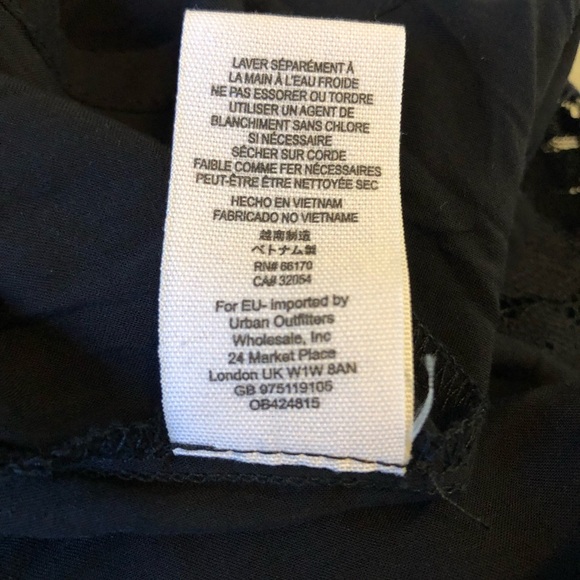 LAVER SÉPARÉMENT À
LA MAIN À L'EAU FROIDE
NE PAS ESSORER OU TORDRE
UTILISER UN AGENT DE
BLANCHIMENT SANS CHLORE
SI NÉCESSAIRE
SÉCHER SUR CORDE
FAIBLE COMME FER NÉCESSAIRES
PEUT-ÊTRE ÊTRE NETTOYÉE SEC
HECHO EN VIETNAM
FABRICADO NO VIETNAME
越南制造
ベトナム製
RN# 66170
CA# 32054
For EU- imported by
Urban Outfitters
Wholesale, Inc
24 Market Place
London UK W1W 8AN
GB 975119105
OB424815